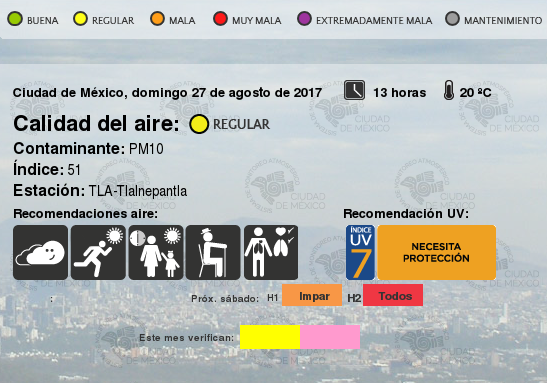 BUENA REGULAR MALA MUY MALA EXTREMADAMENTE MALA MANTENIMIENTO
Ciudad de México, domingo 27 de agosto de 2017 13 horas 20 ºC
Calidad del aire: REGULAR
Contaminante: PM10
Índice: 51
Estación: TLA-Tlalnepantla
Recomendaciones aire: Recomendación UV:
ÍNDICE UV 7 NECESITA PROTECCIÓN
: Próx. sábado: H1 Impar H2 Todos
Este mes verifican: